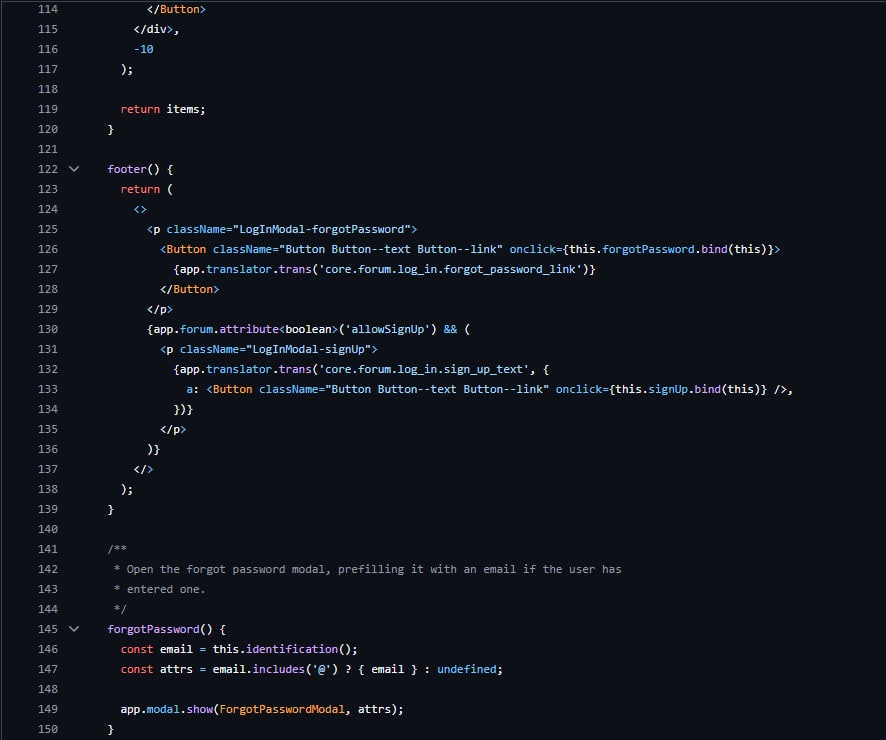 114 </Button>
115 </div>,
116 -10
117 );
118
119 return items;
120 }
121
122 footer() {
123 return (
124 <>
125 <p className="LogInModal-forgotPassword">
126 <Button className="Button Button--text Button--link" onclick={this.forgotPassword.bind(this)}>
127 {app.translator.trans('core.forum.log_in.forgot_password_link')}
128 </Button>
129 </p>
130 {app.forum.attribute<boolean>('allowSignUp') && (
131 <p className="LogInModal-signUp">
132 {app.translator.trans('core.forum.log_in.sign_up_text', {
133 a: <Button className="Button Button--text Button--link" onclick={this.signUp.bind(this)} />,
134 })}
135 </p>
136 )}
137 </>
138 );
139 }
140
141 /**
142 * Open the forgot password modal, prefilling it with an email if the user has
143 * entered one.
144 */
145 forgotPassword() {
146 const email = this.identification();
147 const attrs = email.includes('@') ? { email } : undefined;
148
149 app.modal.show(ForgotPasswordModal, attrs);
150 }